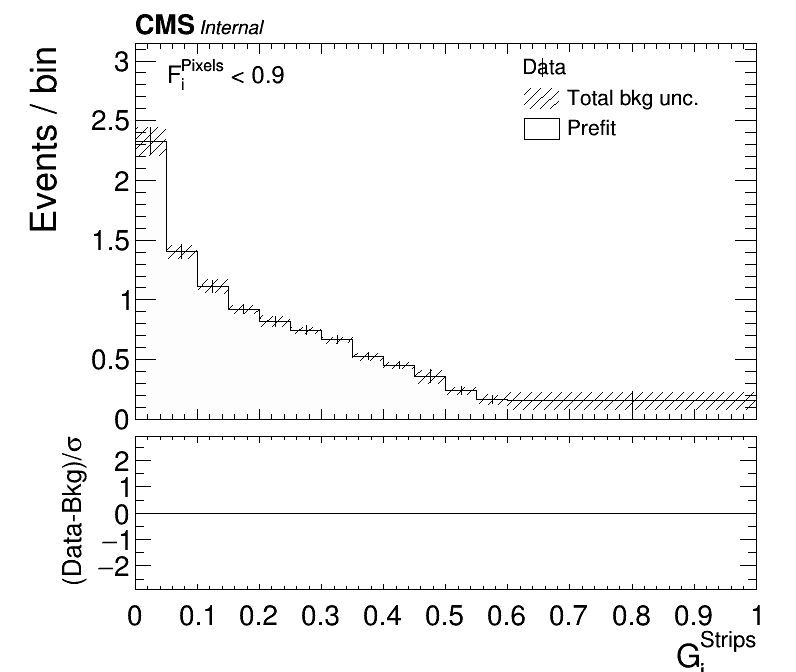 CMS Internal
F_i^Pixels < 0.9
Data
Total bkg unc.
Prefit
Events / bin
3
2.5
2
1.5
1
0.5
0
(Data-Bkg)/σ
2
1
0
−1
−2
0 0.1 0.2 0.3 0.4 0.5 0.6 0.7 0.8 0.9 1
G_i^Strips